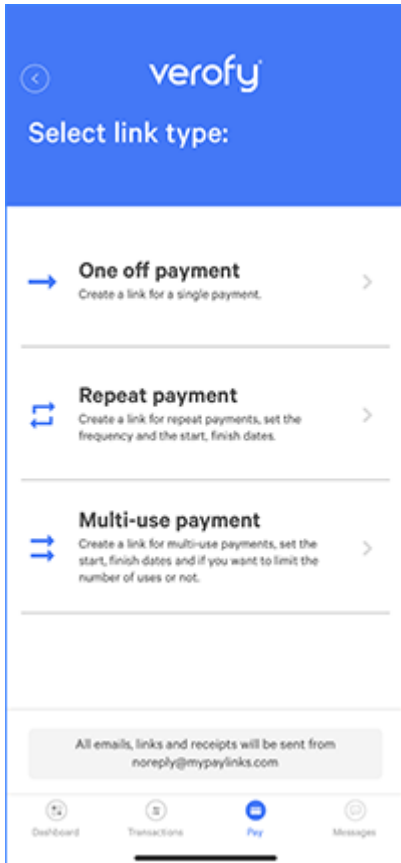 verofy
Select link type:
One off payment
Create a link for a single payment.
Repeat payment
Create a link for repeat payments, set the
frequency and the start, finish dates.
Multi-use payment
Create a link for multi-use payments, set the
start, finish dates and if you want to limit the
number of uses or not.
All emails, links and receipts will be sent from
noreply@mypaylinks.com
Dashboard Transactions Pay Messages